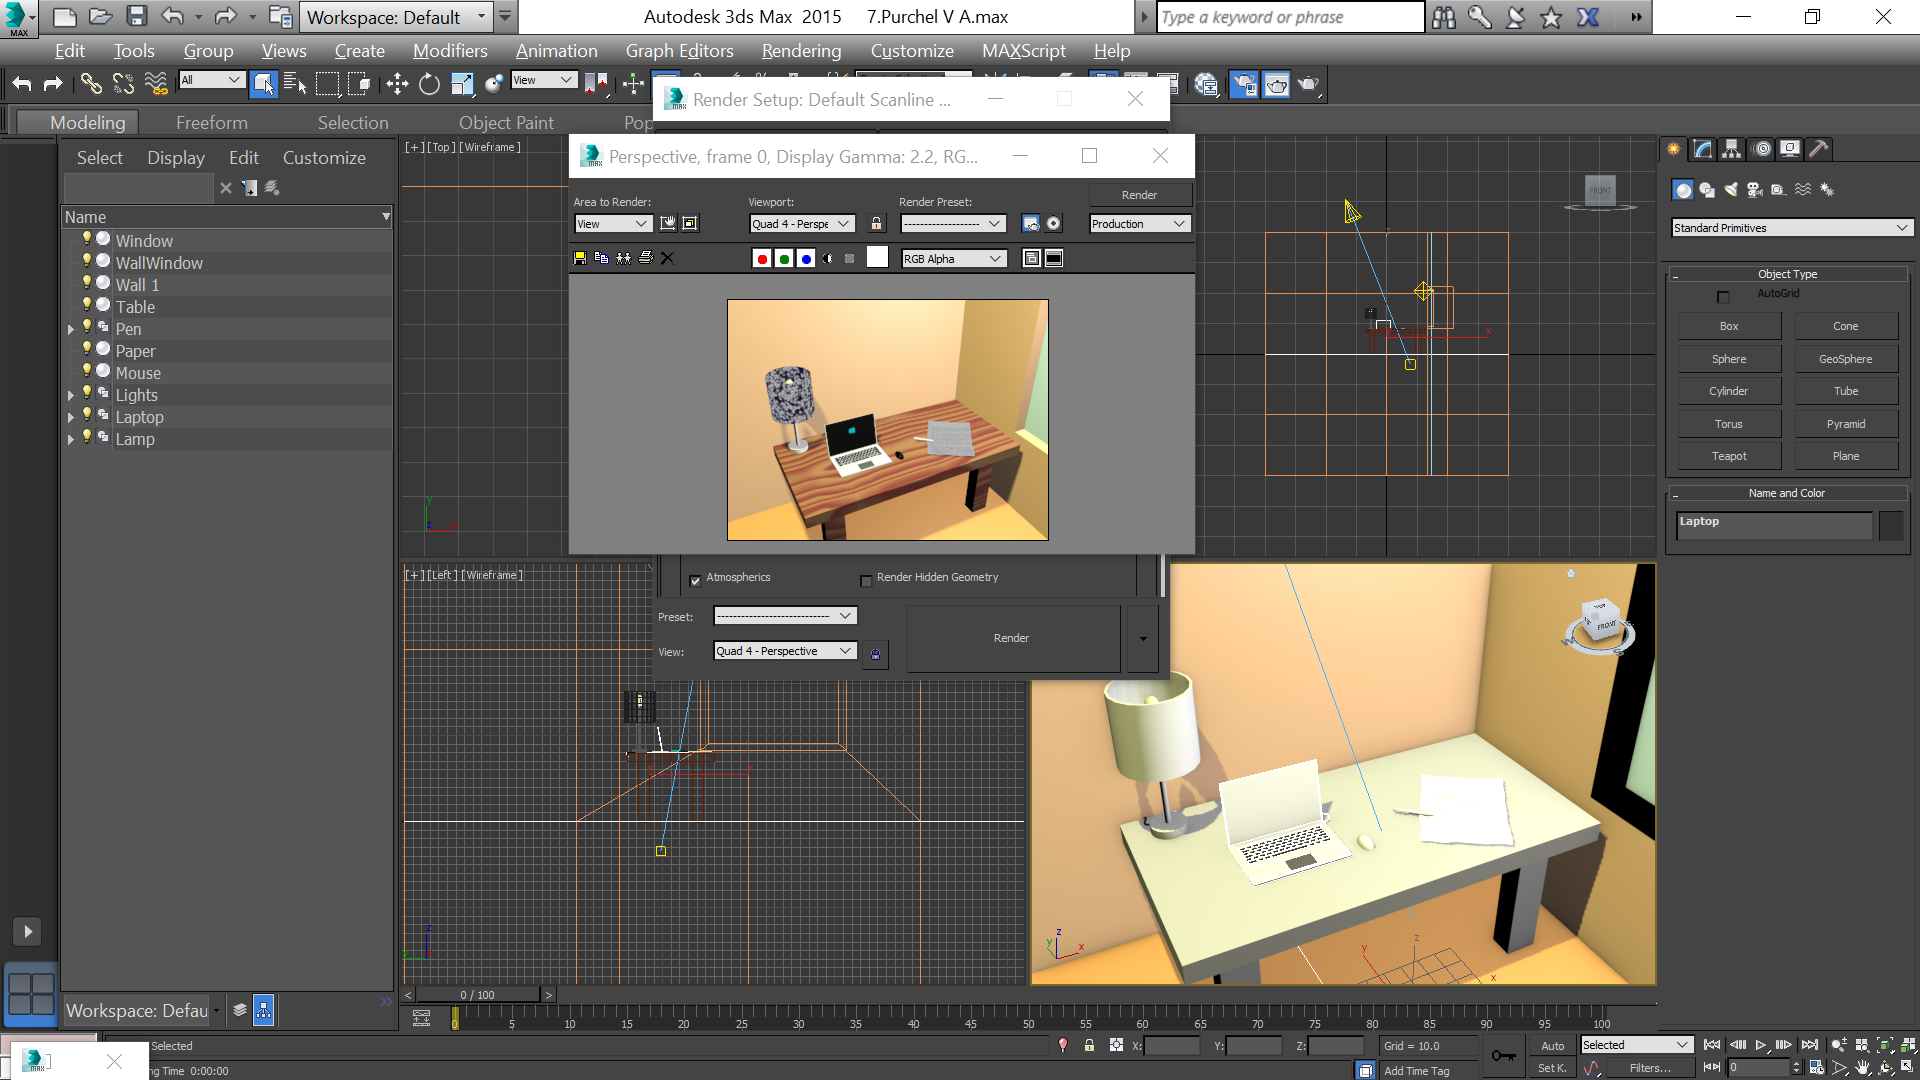 Workspace: Default
Autodesk 3ds Max 2015 7.Purchel V A.max
Type a keyword or phrase
MAX
Edit Tools Group Views Create Modifiers Animation Graph Editors Rendering Customize MAXScript Help
All
View
Render Setup: Default Scanline ...
Modeling Freeform Selection Object Paint Pop
Perspective, frame 0, Display Gamma: 2.2, RG...
Select Display Edit Customize
Name
Window
WallWindow
Wall 1
Table
Pen
Paper
Mouse
Lights
Laptop
Lamp
[+][Top][Wireframe]
Area to Render:
View
Viewport:
Quad 4 - Perspe
Render Preset:
Render
Production
RGB Alpha
FRONT
Standard Primitives
Object Type
AutoGrid
Box Cone
Sphere GeoSphere
Cylinder Tube
Torus Pyramid
Teapot Plane
Name and Color
Laptop
[+][Left][Wireframe]
Atmospherics
Render Hidden Geometry
Preset:
View:
Quad 4 - Perspective
Render
TOP
FRONT
W
S
z
y
x
z
y
x
0 / 100
0 5 10 15 20 25 30 35 40 45 50 55 60 65 70 75 80 85 90 95 100
Workspace: Defau
Selected
X:
Y:
Z:
Grid = 10.0
Auto
Selected
ng Time 0:00:00
Add Time Tag
Set K.
Filters...
0